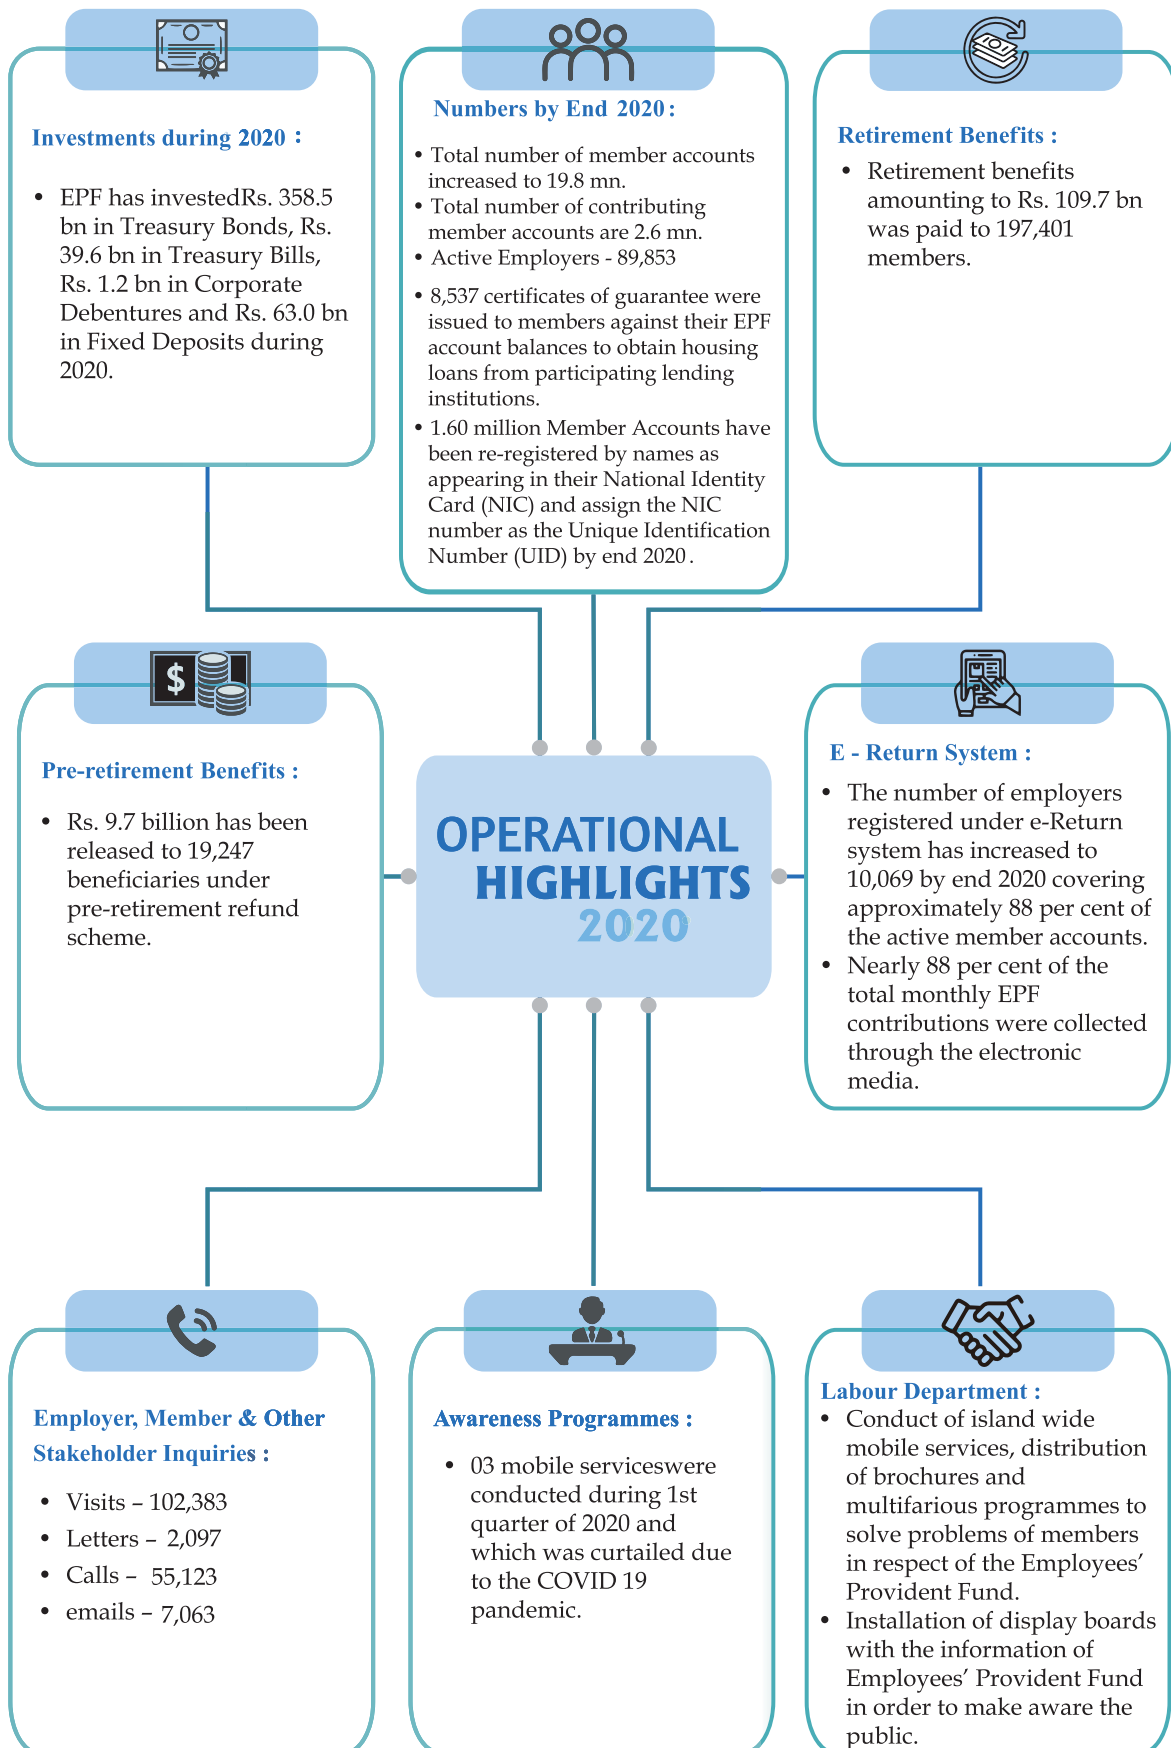 Investments during 2020 :
• EPF has investedRs. 358.5
bn in Treasury Bonds, Rs.
39.6 bn in Treasury Bills,
Rs. 1.2 bn in Corporate
Debentures and Rs. 63.0 bn
in Fixed Deposits during
2020.
Numbers by End 2020 :
• Total number of member accounts
increased to 19.8 mn.
• Total number of contributing
member accounts are 2.6 mn.
• Active Employers - 89,853
• 8,537 certificates of guarantee were
issued to members against their EPF
account balances to obtain housing
loans from participating lending
institutions.
• 1.60 million Member Accounts have
been re-registered by names as
appearing in their National Identity
Card (NIC) and assign the NIC
number as the Unique Identification
Number (UID) by end 2020 .
Retirement Benefits :
• Retirement benefits
amounting to Rs. 109.7 bn
was paid to 197,401
members.
$
Pre-retirement Benefits :
• Rs. 9.7 billion has been
released to 19,247
beneficiaries under
pre-retirement refund
scheme.
OPERATIONAL
HIGHLIGHTS
2020
E - Return System :
• The number of employers
registered under e-Return
system has increased to
10,069 by end 2020 covering
approximately 88 per cent of
the active member accounts.
• Nearly 88 per cent of the
total monthly EPF
contributions were collected
through the electronic
media.
Employer, Member & Other
Stakeholder Inquiries :
• Visits – 102,383
• Letters – 2,097
• Calls – 55,123
• emails – 7,063
Awareness Programmes :
• 03 mobile serviceswere
conducted during 1st
quarter of 2020 and
which was curtailed due
to the COVID 19
pandemic.
Labour Department :
• Conduct of island wide
mobile services, distribution
of brochures and
multifarious programmes to
solve problems of members
in respect of the Employees’
Provident Fund.
• Installation of display boards
with the information of
Employees’ Provident Fund
in order to make aware the
public.